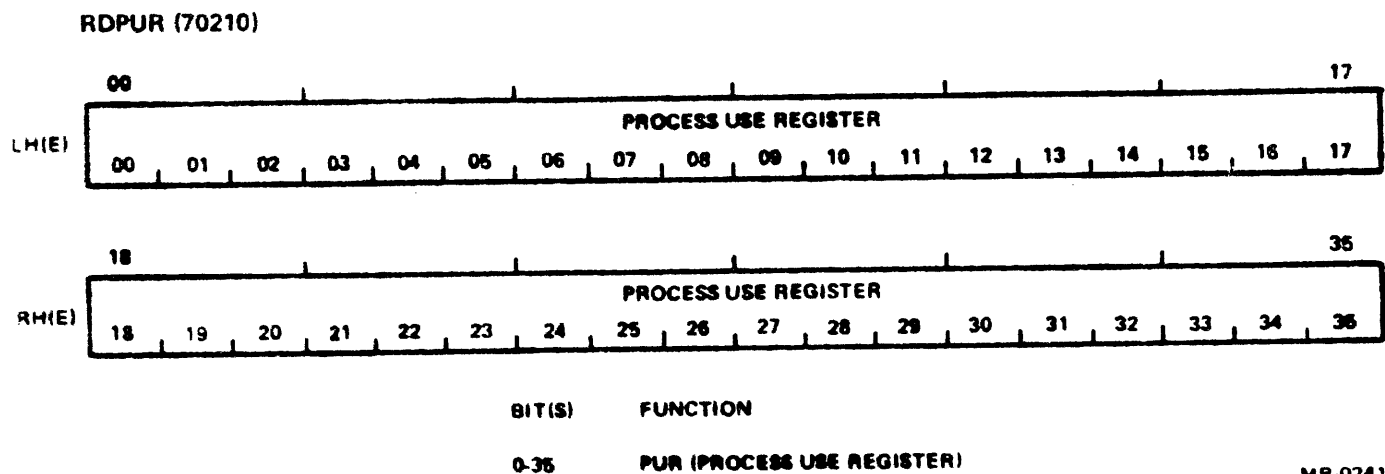 RDPUR (70210)
00 17
PROCESS USE REGISTER
LH(E)
00 01 02 03 04 05 06 07 08 09 10 11 12 13 14 15 16 17
18 35
PROCESS USE REGISTER
RH(E)
18 19 20 21 22 23 24 25 26 27 28 29 30 31 32 33 34 35
BIT(S) FUNCTION
0-35 PUR (PROCESS USE REGISTER)
MR-0241